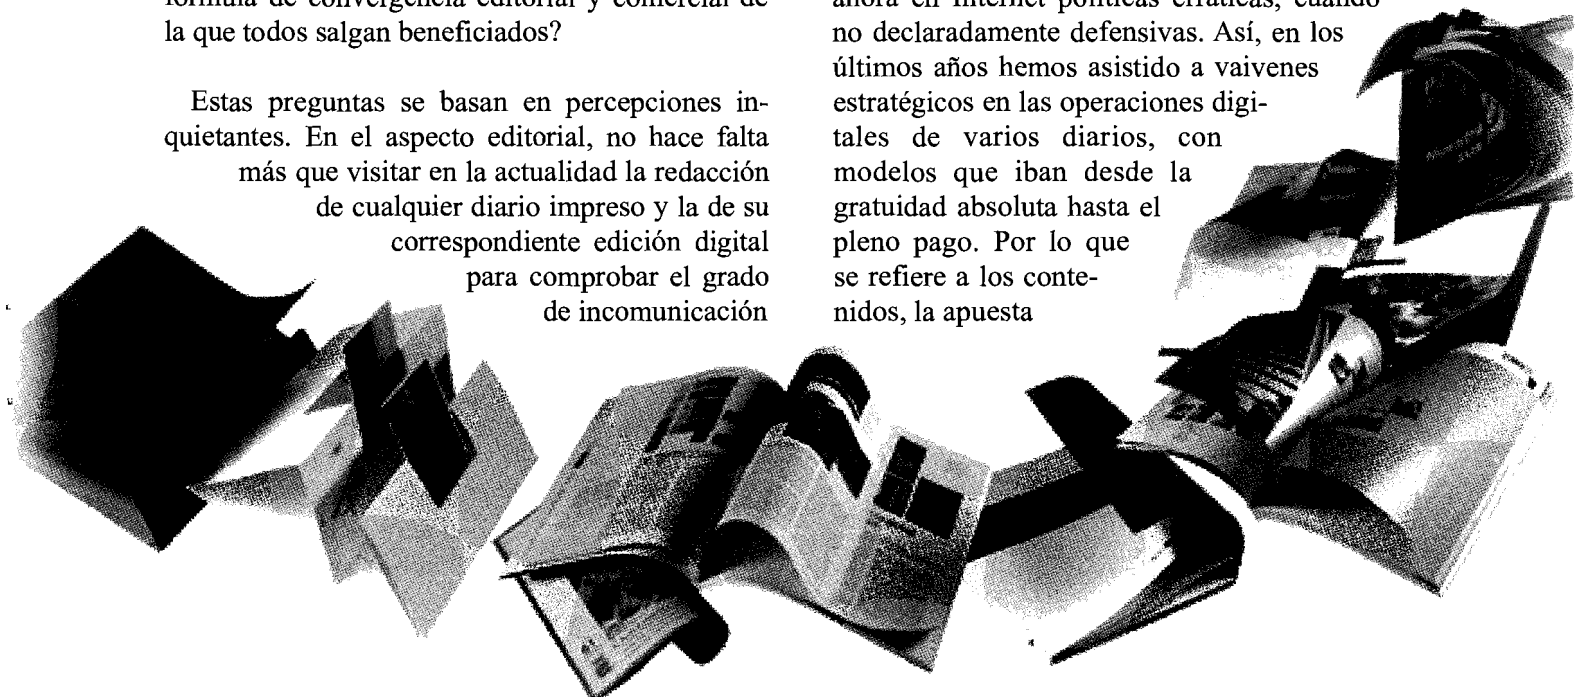 fórmula de convergencia editorial y comercial de
la que todos salgan beneficiados?
Estas preguntas se basan en percepciones in-
quietantes. En el aspecto editorial, no hace falta
más que visitar en la actualidad la redacción
de cualquier diario impreso y la de su
correspondiente edición digital
para comprobar el grado
de incomunicación
ahora en Internet políticas erráticas, cuando
no declaradamente defensivas. Así, en los
últimos años hemos asistido a vaivenes
estratégicos en las operaciones digi-
tales de varios diarios, con
modelos que iban desde la
gratuidad absoluta hasta el
pleno pago. Por lo que
se refiere a los conte-
nidos, la apuesta